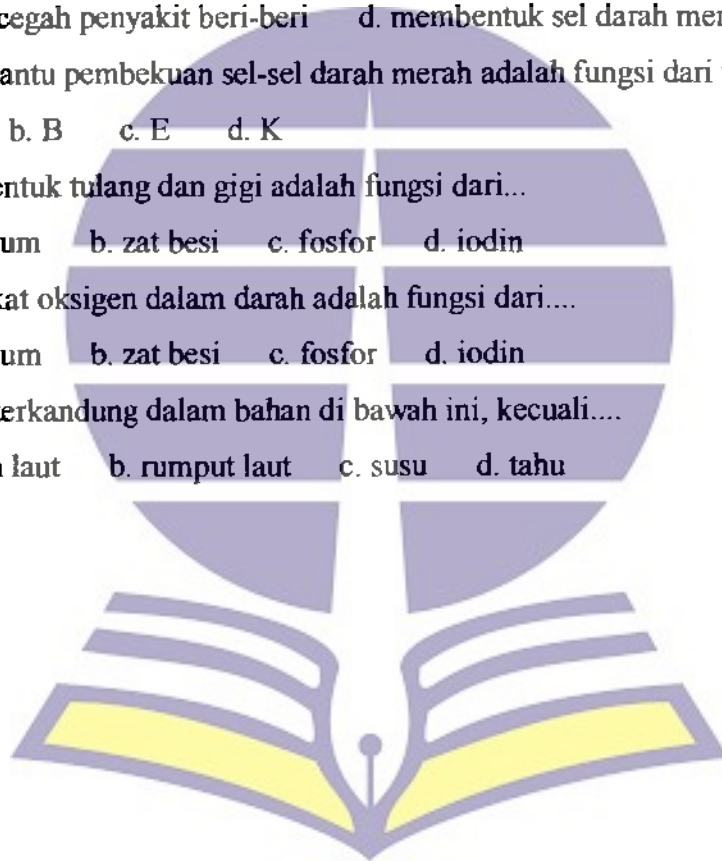 cegah penyakit beri-beri d. membentuk sel darah mer
antu pembekuan sel-sel darah merah adalah fungsi dari
b. B c. E d. K
entuk tulang dan gigi adalah fungsi dari...
um b. zat besi c. fosfor d. iodin
kat oksigen dalam darah adalah fungsi dari....
um b. zat besi c. fosfor d. iodin
erkandung dalam bahan di bawah ini, kecuali....
laut b. rumput laut c. susu d. tahu